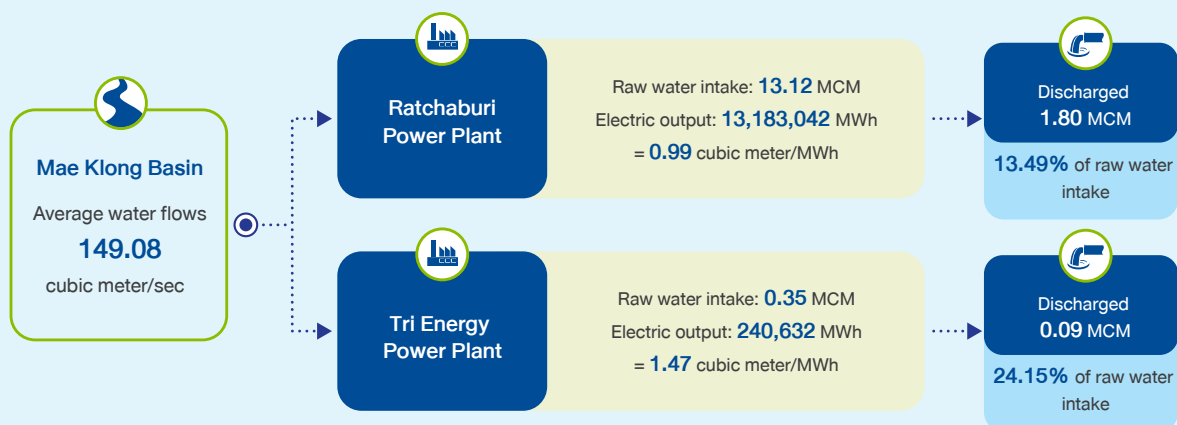 Mae Klong Basin
Average water flows
149.08
cubic meter/sec
Ratchaburi
Power Plant
Raw water intake: 13.12 MCM
Electric output: 13,183,042 MWh
= 0.99 cubic meter/MWh
Discharged
1.80 MCM
13.49% of raw water
intake
Tri Energy
Power Plant
Raw water intake: 0.35 MCM
Electric output: 240,632 MWh
= 1.47 cubic meter/MWh
Discharged
0.09 MCM
24.15% of raw water
intake